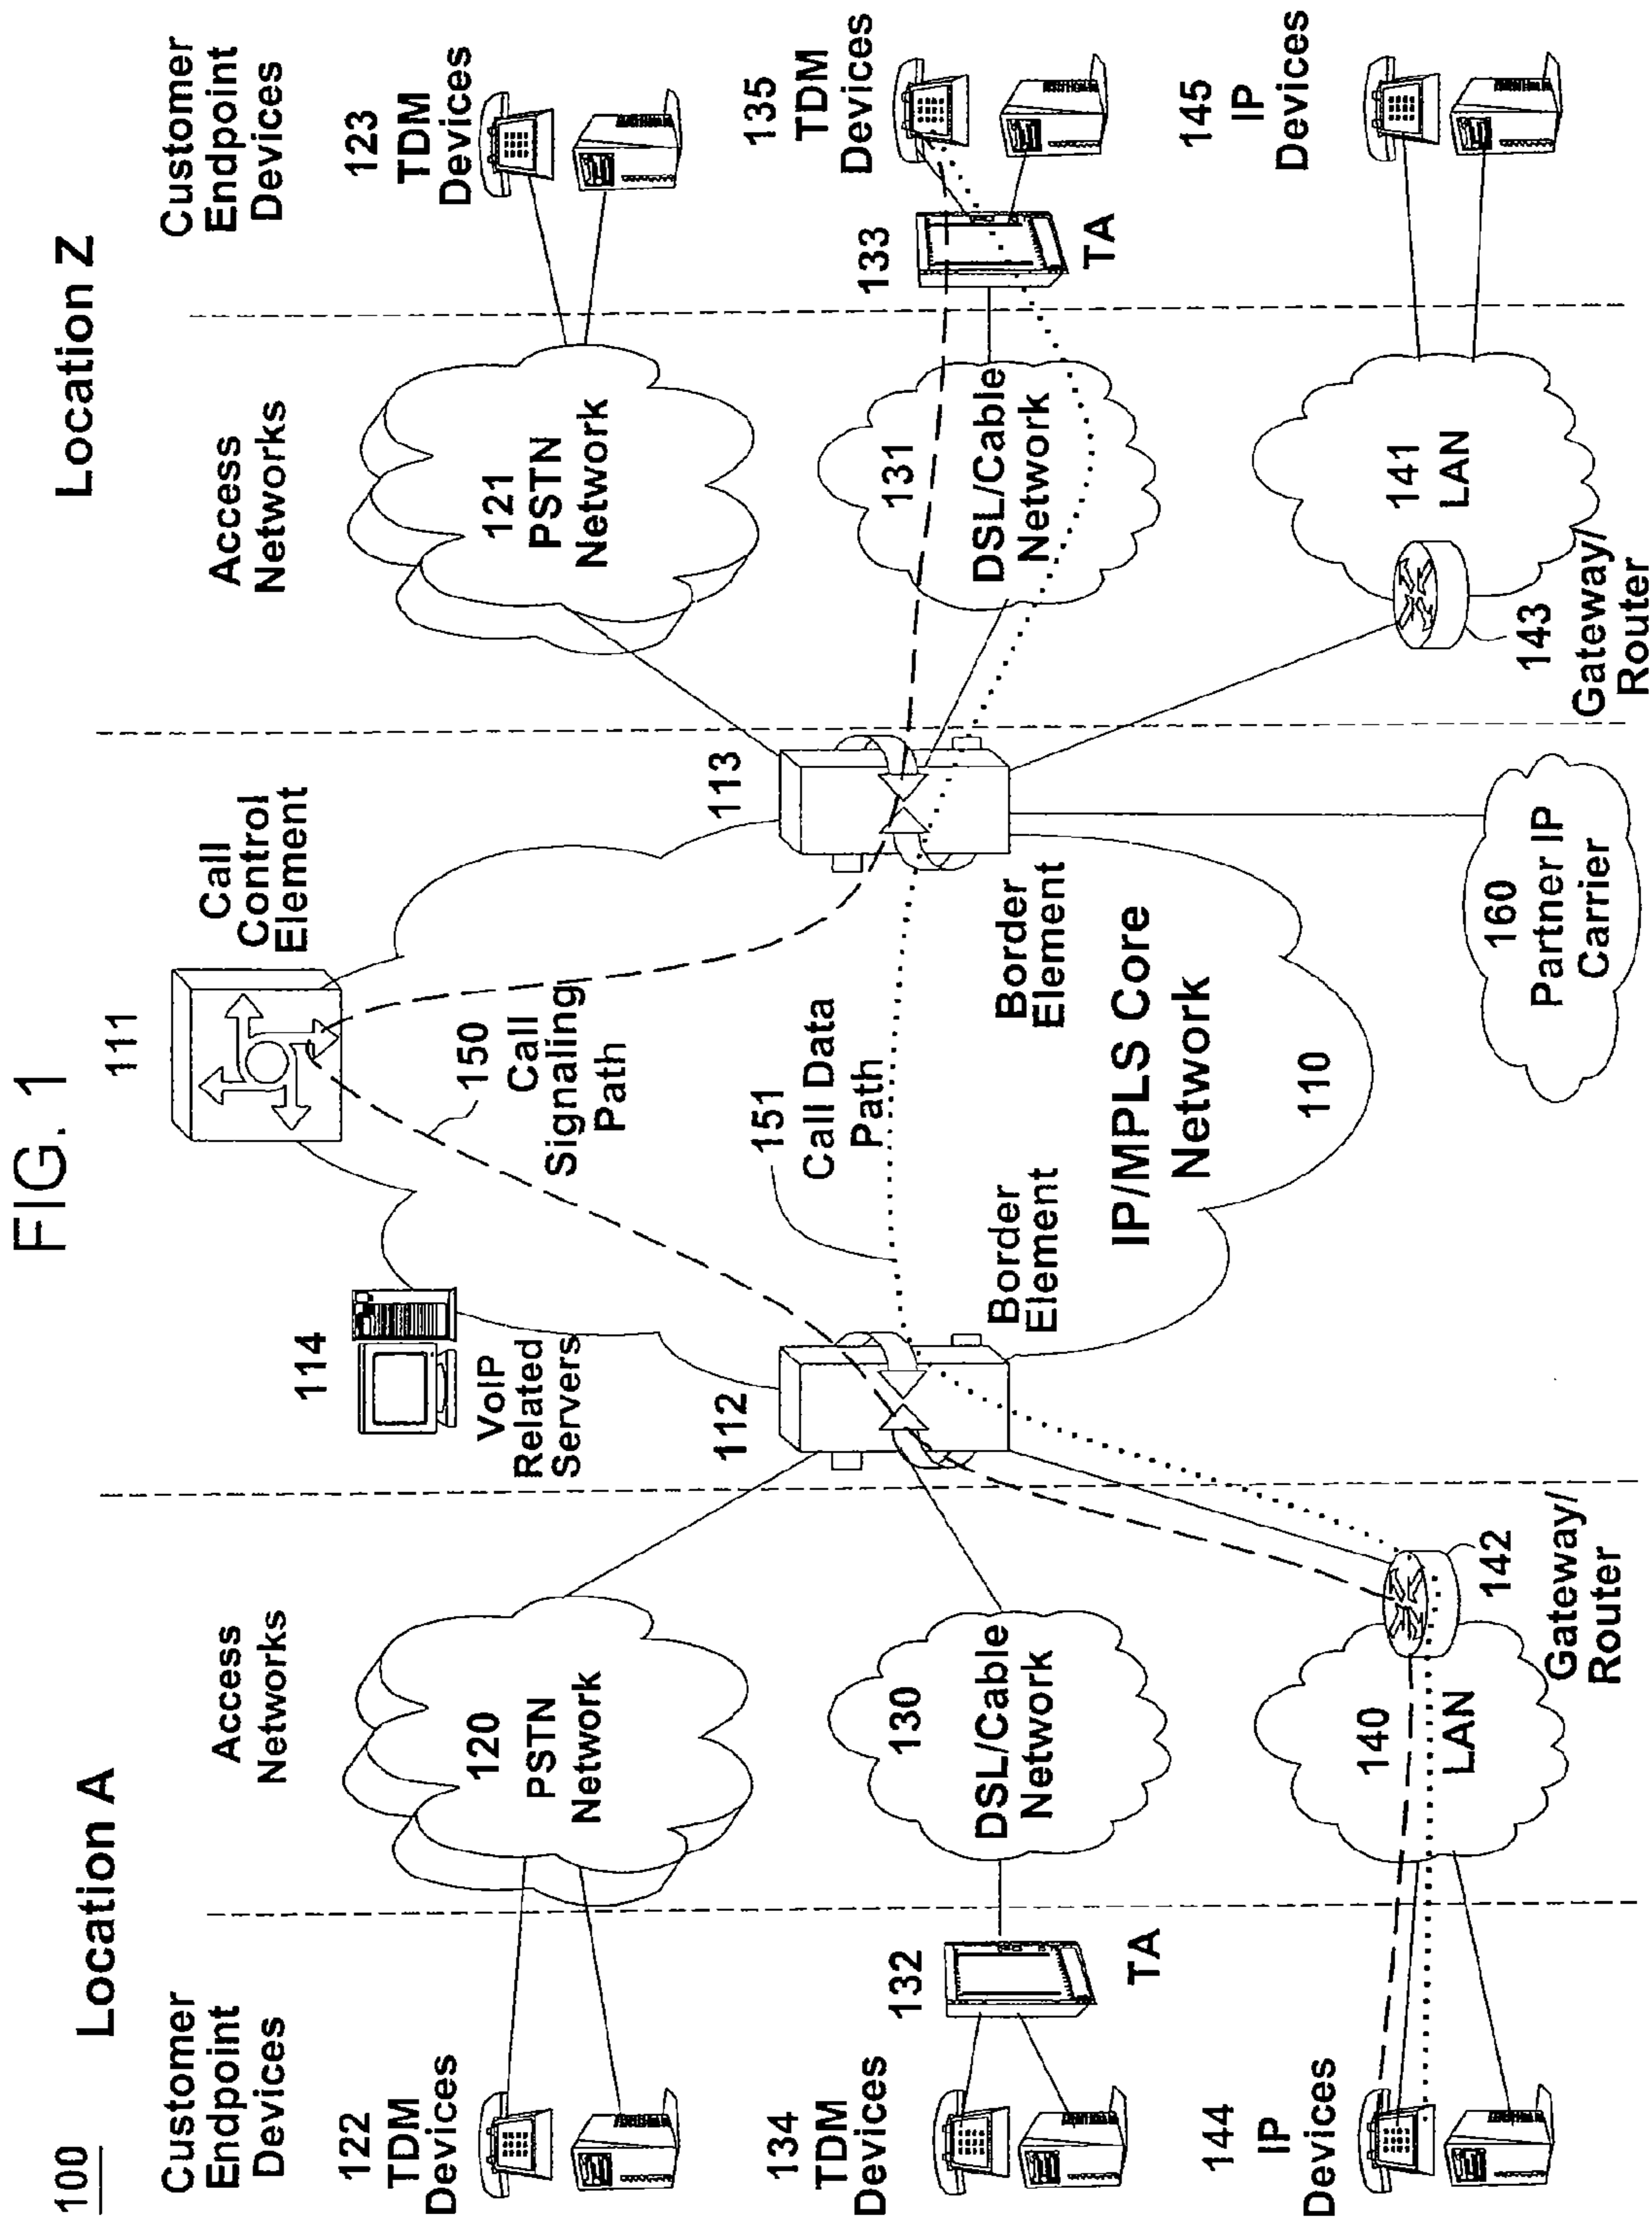 FIG. 1
100
Location A
Location Z
Customer
Endpoint
Devices
Access
Networks
114
VoIP
Related
Servers
111
Call
Control
Element
Access
Networks
Customer
Endpoint
Devices
122
TDM
Devices
120
PSTN
Network
150
Call
Signaling
Path
121
PSTN
Network
123
TDM
Devices
112
113
151
Call Data
Path
134
TDM
Devices
132
TA
130
DSL/Cable
Network
Border
Element
Border
Element
131
DSL/Cable
Network
133
TA
135
TDM
Devices
IP/MPLS Core
Network
110
144
IP
Devices
140
LAN
142
Gateway/
Router
160
Partner IP
Carrier
143
Gateway/
Router
141
LAN
145
IP
Devices